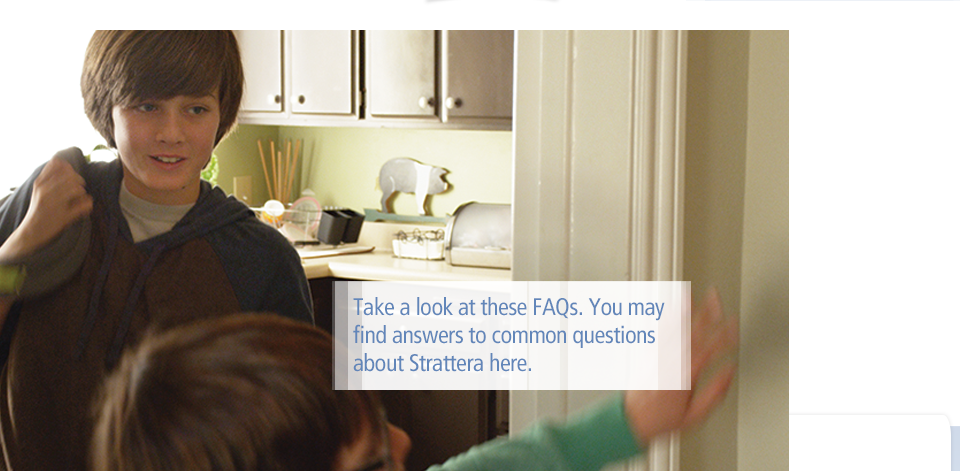 Take a look at these FAQs. You may
find answers to common questions
about Strattera here.